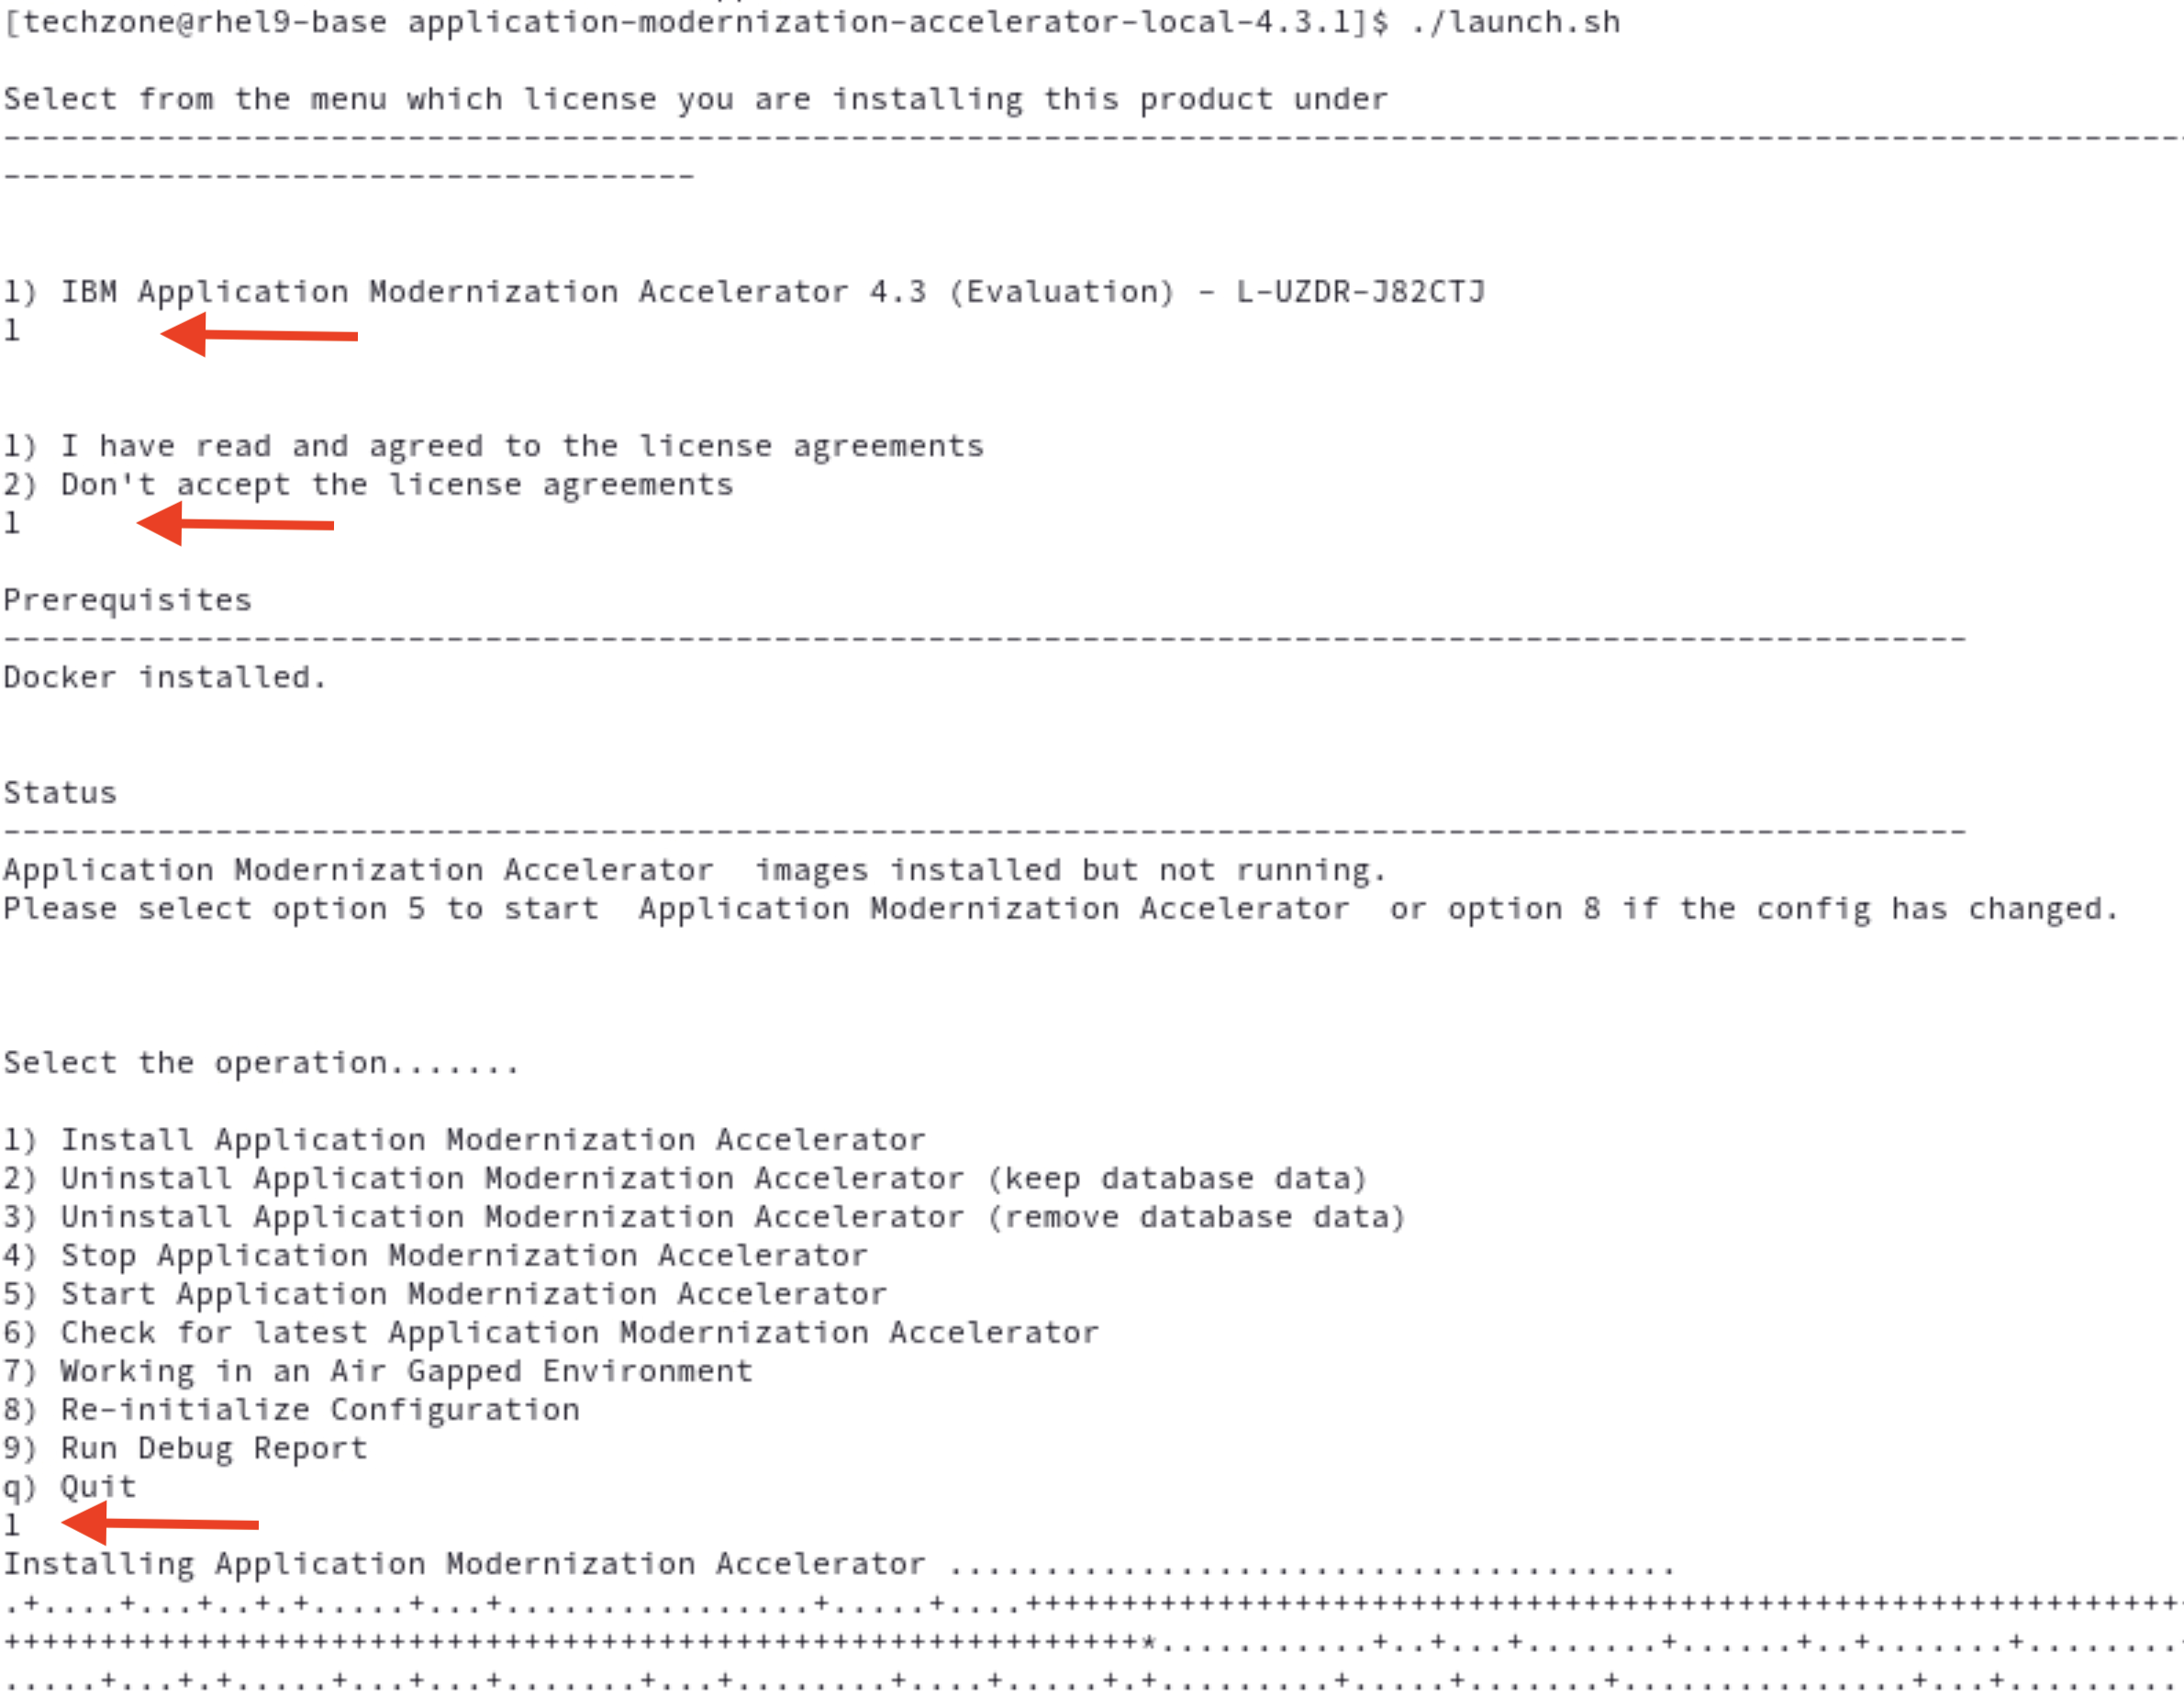 [techzone@rhel9-base application-modernization-accelerator-local-4.3.1]$ ./launch.sh
Select from the menu which license you are installing this product under
-----------------------------------------------------------------------------------------------------------------
------------------------------------
1) IBM Application Modernization Accelerator 4.3 (Evaluation) - L-UZDR-J82CTJ
1
1) I have read and agreed to the license agreements
2) Don't accept the license agreements
1
Prerequisites
------------------------------------------------------------------------------------------------------
Docker installed.
Status
------------------------------------------------------------------------------------------------------
Application Modernization Accelerator  images installed but not running.
Please select option 5 to start  Application Modernization Accelerator  or option 8 if the config has changed.
Select the operation.......
1) Install Application Modernization Accelerator
2) Uninstall Application Modernization Accelerator (keep database data)
3) Uninstall Application Modernization Accelerator (remove database data)
4) Stop Application Modernization Accelerator
5) Start Application Modernization Accelerator
6) Check for latest Application Modernization Accelerator
7) Working in an Air Gapped Environment
8) Re-initialize Configuration
9) Run Debug Report
q) Quit
1
Installing Application Modernization Accelerator ......................................
.+....+...+..+.+.....+...+................+.....+....++++++++++++++++++++++++++++++++++++++++++++++++++++++++++++
+++++++++++++++++++++++++++++++++++++++++++++++++++++++++++*...........+..+...+.......+......+..+.......+........
.....+...+.+.....+...+...+.......+...+........+....+.....+.+.........+.....+.......+...............+...+.........